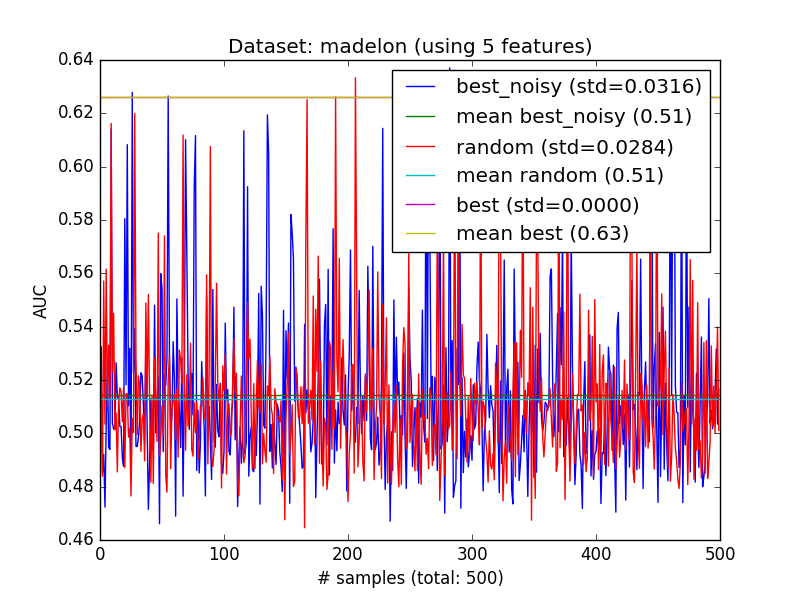 Dataset: madelon (using 5 features)
0.64
0.62
0.60
0.58
0.56
0.54
0.52
0.50
0.48
0.46
AUC
best_noisy (std=0.0316)
mean best_noisy (0.51)
random (std=0.0284)
mean random (0.51)
best (std=0.0000)
mean best (0.63)
0 100 200 300 400 500
# samples (total: 500)